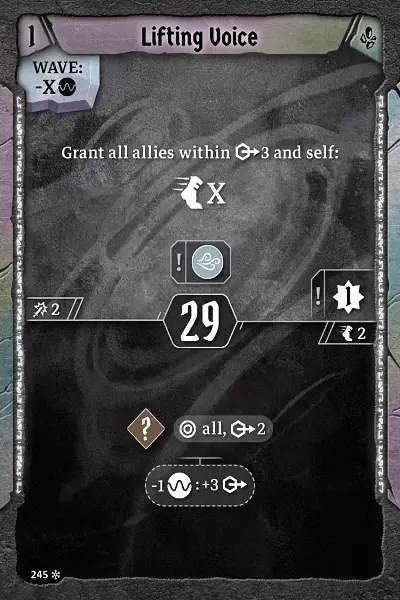 1
Lifting Voice
WAVE:
-X
Grant all allies within 3 and self:
X
!
! 1
2
29
2
? all, 2
-1 :+3
245